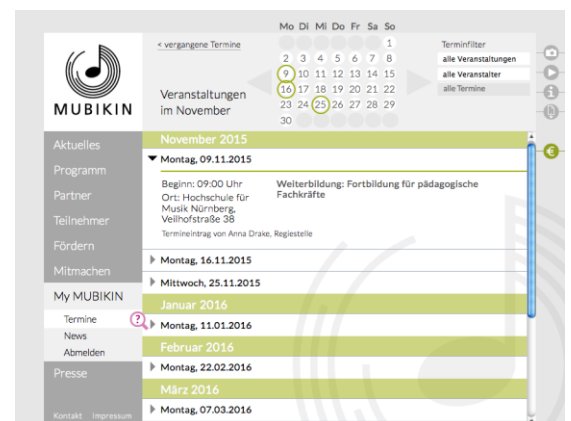 MUBIKIN
< vergangene Termine
Veranstaltungen
im November
Mo Di Mi Do Fr Sa So
1
2 3 4 5 6 7 8
9 10 11 12 13 14 15
16 17 18 19 20 21 22
23 24 25 26 27 28 29
30
Terminfilter
alle Veranstaltungen
alle Veranstalter
alle Termine
Aktuelles
Programm
Partner
Teilnehmer
Fördern
Mitmachen
My MUBIKIN
Termine
?
News
Abmelden
Presse
Kontakt Impressum
November 2015
Montag, 09.11.2015
Beginn: 09:00 Uhr
Ort: Hochschule für
Musik Nürnberg,
Veilhofstraße 38
Weiterbildung: Fortbildung für pädagogische
Fachkräfte
Termineintrag von Anna Drake, Regiestelle
Montag, 16.11.2015
Mittwoch, 25.11.2015
Januar 2016
Montag, 11.01.2016
Februar 2016
Montag, 22.02.2016
März 2016
Montag, 07.03.2016
€